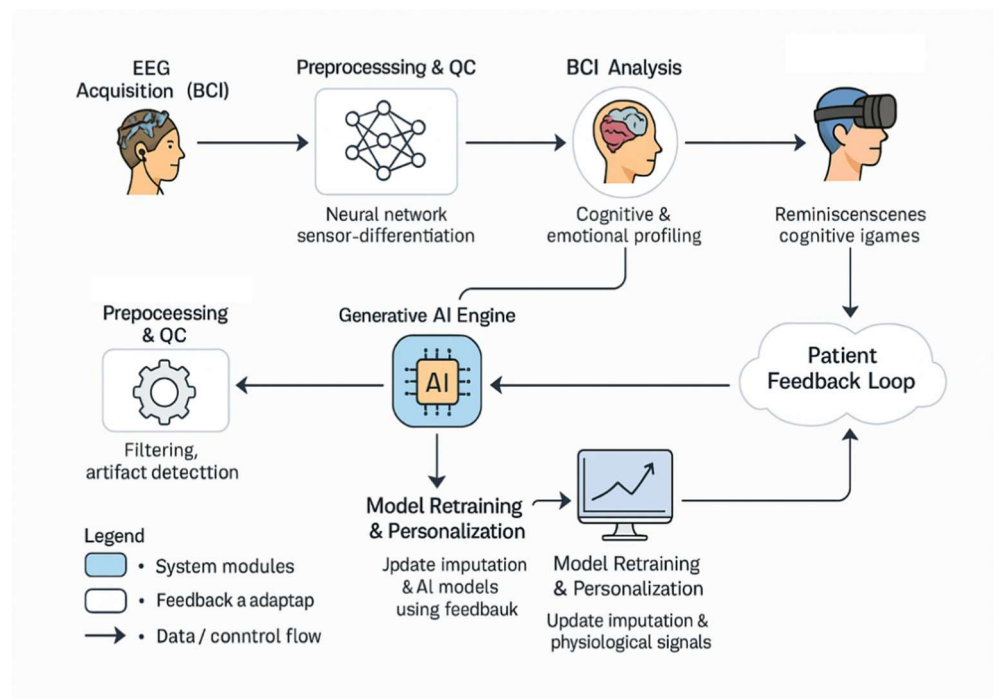 EEG
Acquisition (BCI)
Preprocesssing & QC
BCI Analysis
Neural network
sensor-differentiation
Cognitive &
emotional profiling
Reminiscenscenes
cognitive igames
Prepoceessing
& QC
Generative AI Engine
AI
Patient
Feedback Loop
Filtering,
artifact detecttion
Model Retraining
& Personalization
Jpdate imputation
& AI models
using feedbauk
Model Retraining
& Personalization
Update imputation &
physiological signals
Legend
• System modules
• Feedback a adaptap
• Data / conntrol flow